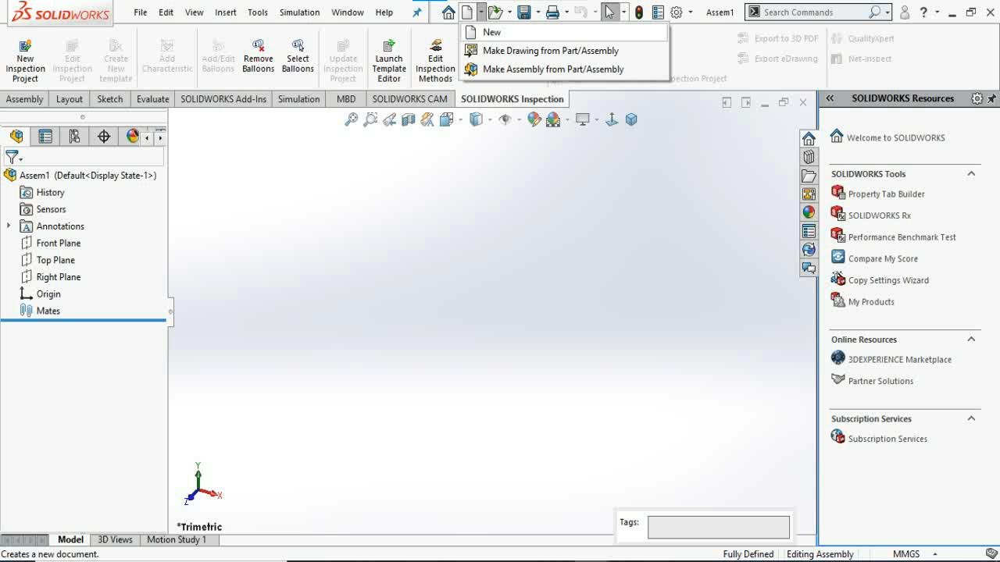 SOLIDWORKS File Edit View Insert Tools Simulation Window Help Assem1 Search Commands ?
New
Make Drawing from Part/Assembly
Make Assembly from Part/Assembly
New Inspection Project
Edit Inspection Project
Create New template
Add Characteristic
Add/Edit Balloons
Remove Balloons
Select Balloons
Update Inspection Project
Launch Template Editor
Edit Inspection Methods
Export to 3D PDF
Export eDrawing
QualityXpert
Net-Inspect
ction Project
Assembly Layout Sketch Evaluate SOLIDWORKS Add-Ins Simulation MBD SOLIDWORKS CAM SOLIDWORKS Inspection
Assem1 (Default<Display State-1>)
History
Sensors
Annotations
Front Plane
Top Plane
Right Plane
Origin
Mates
Y
X
Z
*Trimetric
Tags:
SOLIDWORKS Resources
Welcome to SOLIDWORKS
SOLIDWORKS Tools
Property Tab Builder
SOLIDWORKS Rx
Performance Benchmark Test
Compare My Score
Copy Settings Wizard
My Products
Online Resources
3DEXPERIENCE Marketplace
Partner Solutions
Subscription Services
Subscription Services
Model 3D Views Motion Study 1
Creates a new document. Fully Defined Editing Assembly MMGS